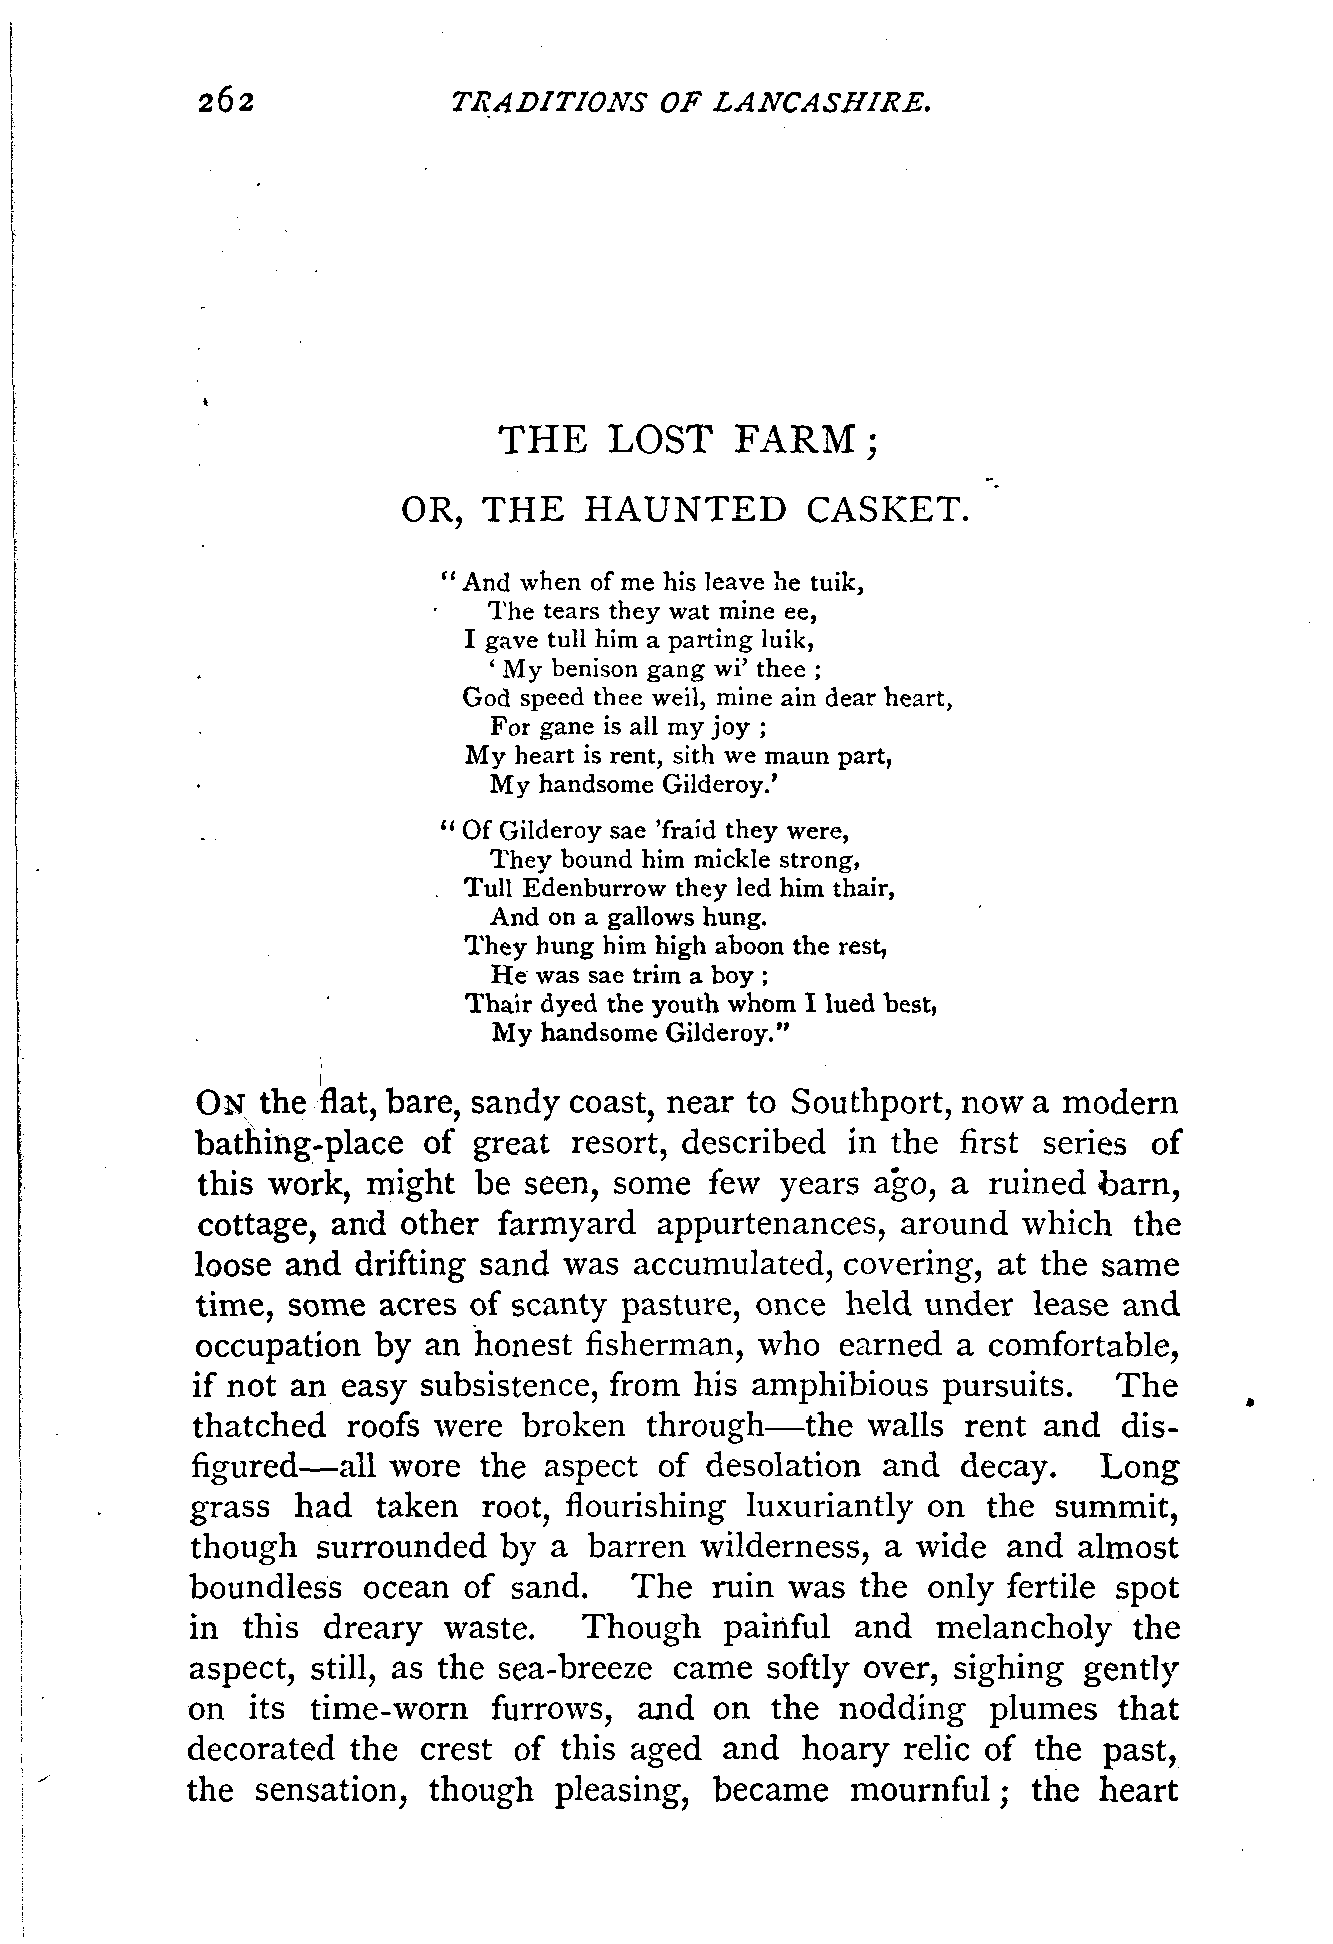 262 TRADITIONS OF LANCASHIRE.
THE LOST FARM;
OR, THE HAUNTED CASKET.
"And when of me his leave he tuik,
The tears they wat mine ee,
I gave tull him a parting luik,
'My benison gang wi' thee;
God speed thee weil, mine ain dear heart,
For gane is all my joy;
My heart is rent, sith we maun part,
My handsome Gilderoy.'
"Of Gilderoy sae 'fraid they were,
They bound him mickle strong,
Tull Edenburrow they led him thair,
And on a gallows hung.
They hung him high aboon the rest,
He was sae trim a boy;
Thair dyed the youth whom I lued best,
My handsome Gilderoy."
ON the flat, bare, sandy coast, near to Southport, now a modern
bathing-place of great resort, described in the first series of
this work, might be seen, some few years ago, a ruined barn,
cottage, and other farmyard appurtenances, around which the
loose and drifting sand was accumulated, covering, at the same
time, some acres of scanty pasture, once held under lease and
occupation by an honest fisherman, who earned a comfortable,
if not an easy subsistence, from his amphibious pursuits. The
thatched roofs were broken through—the walls rent and dis-
figured—all wore the aspect of desolation and decay. Long
grass had taken root, flourishing luxuriantly on the summit,
though surrounded by a barren wilderness, a wide and almost
boundless ocean of sand. The ruin was the only fertile spot
in this dreary waste. Though painful and melancholy the
aspect, still, as the sea-breeze came softly over, sighing gently
on its time-worn furrows, and on the nodding plumes that
decorated the crest of this aged and hoary relic of the past,
the sensation, though pleasing, became mournful; the heart